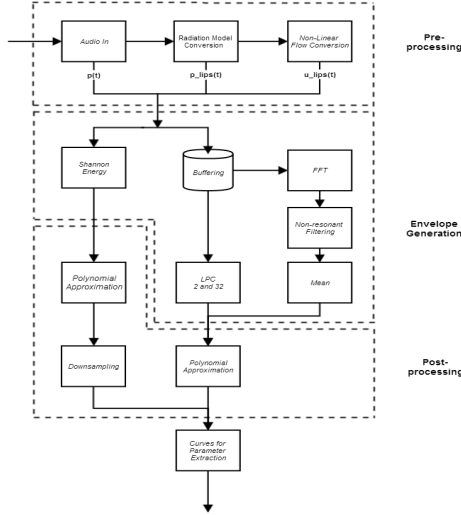 Audio In
Radiation Model
Conversion
Non-Linear
Flow Conversion
Pre-
processing
p(t)
p_lips(t)
u_lips(t)
Shannon
Energy
Buffering
FFT
Non-resonant
Filtering
Envelope
Generation
Polynomial
Approximation
LPC
2 and 32
Mean
Downsampling
Polynomial
Approximation
Post-
processing
Curves for
Parameter
Extraction